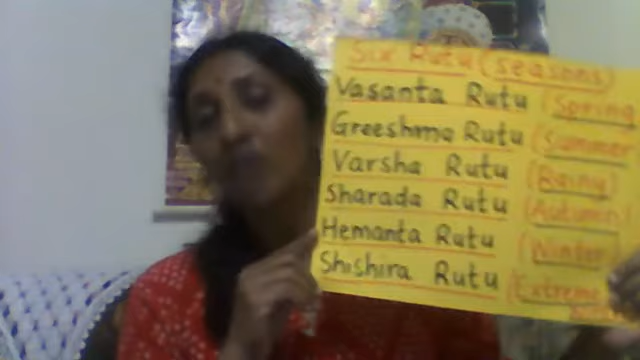 Six Rutu (seasons)
Vasanta Rutu (Spring
Greeshma Rutu (Summer
Varsha Rutu (Rainy)
Sharada Rutu (Autumn)
Hemanta Rutu (Winter)
Shishira Rutu (Extreme